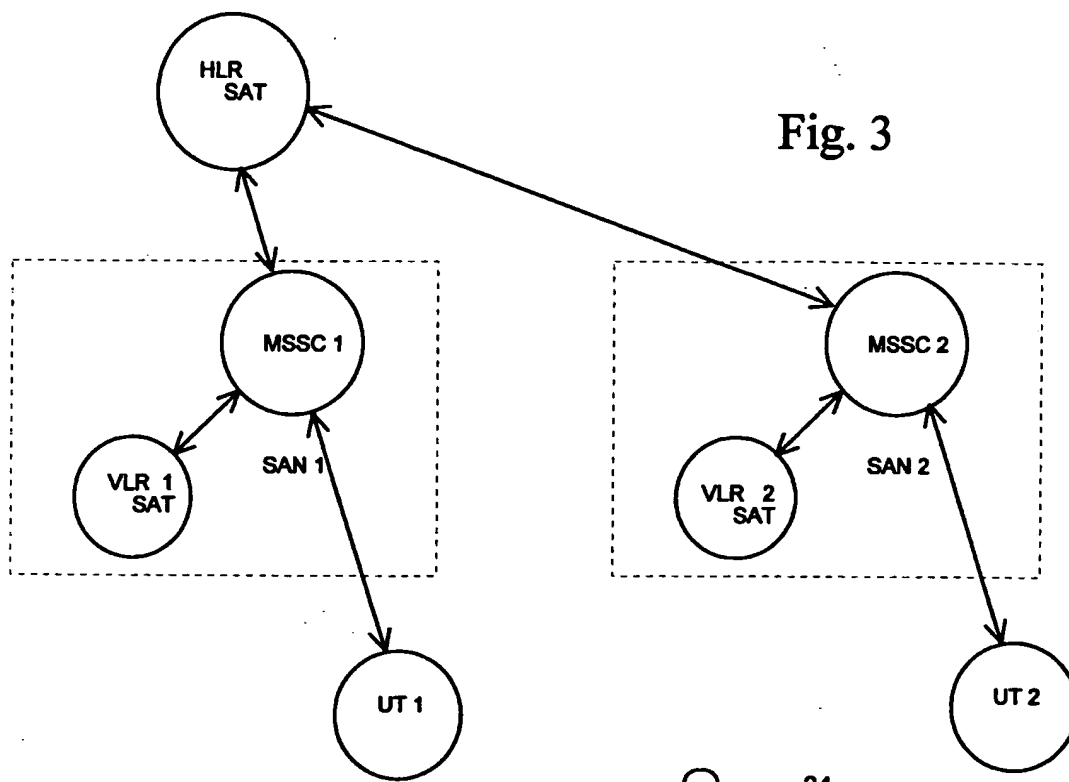 HLR
SAT
Fig. 3
MSSC 1
MSSC 2
SAN 1
SAN 2
VLR 1
SAT
VLR 2
SAT
UT 1
UT 2